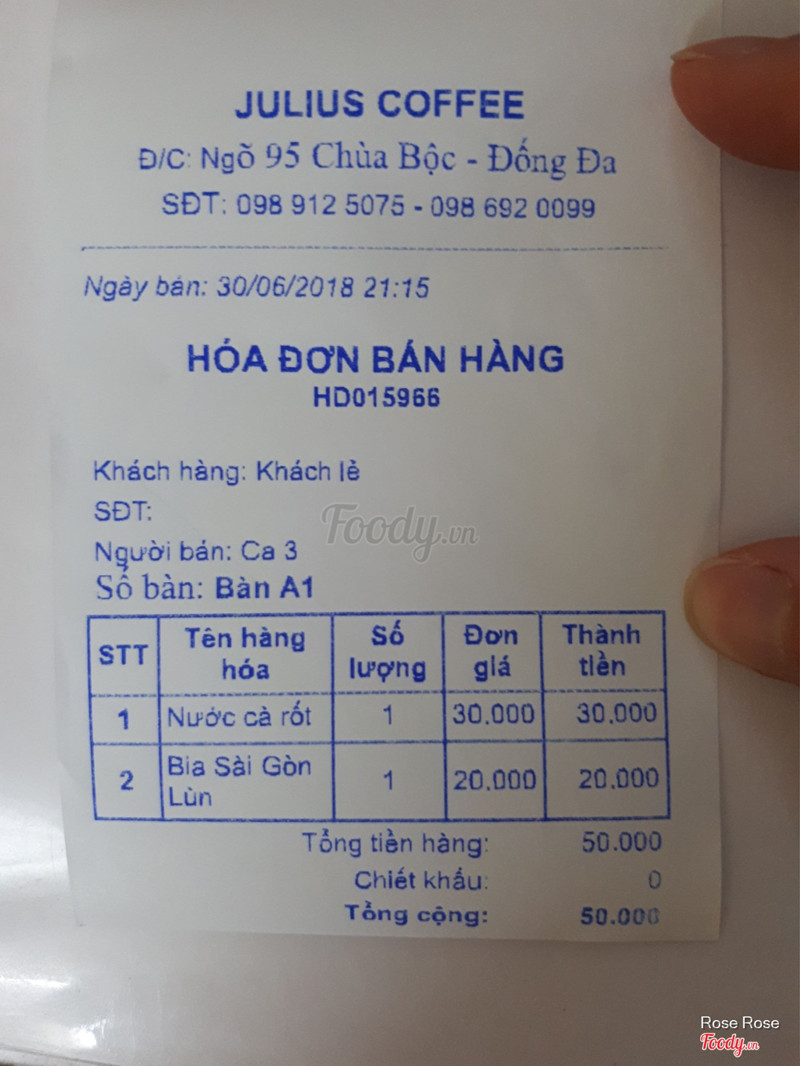 JULIUS COFFEE
Đ/C: Ngõ 95 Chùa Bộc - Đống Đa
SĐT: 098 912 5075 - 098 692 0099
Ngày bán: 30/06/2018 21:15
HÓA ĐƠN BÁN HÀNG
HD015966
Khách hàng: Khách lẻ
SĐT:
Foody.vn
Người bán: Ca 3
Số bàn: Bàn A1
STT Tên hàng hóa Số lượng Đơn giá Thành tiền
1 Nước cà rốt 1 30.000 30.000
2 Bia Sài Gòn Lùn 1 20.000 20.000
Tổng tiền hàng: 50.000
Chiết khấu: 0
Tổng cộng: 50.000
Rose Rose
Foody.vn